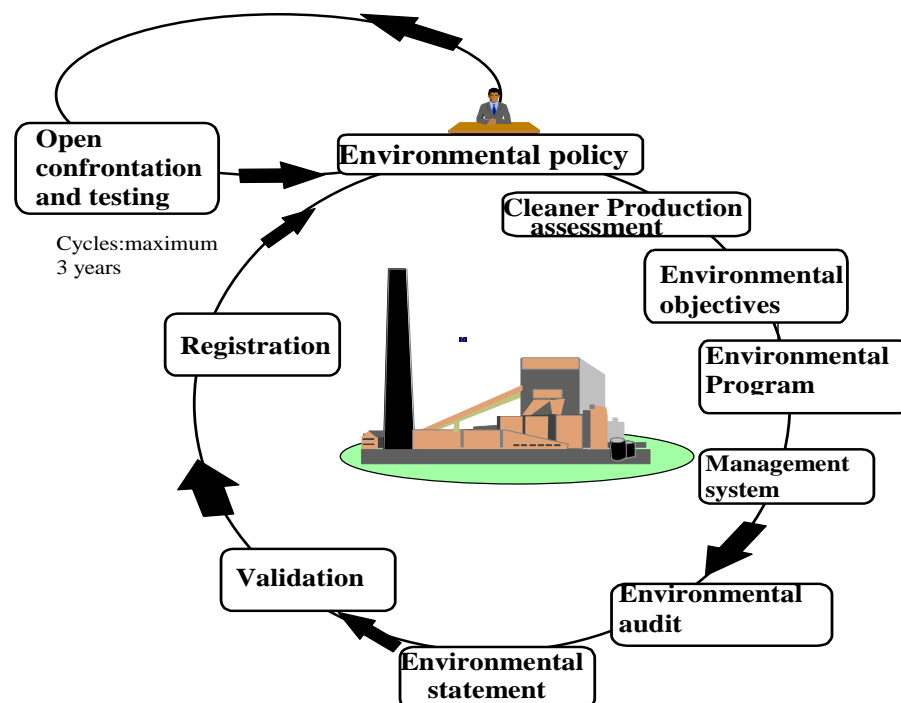 Open
confrontation
and testing
Environmental policy
Cycles:maximum
3 years
Cleaner Production
assessment
Environmental
objectives
Environmental
Program
Management
system
Environmental
audit
Environmental
statement
Validation
Registration